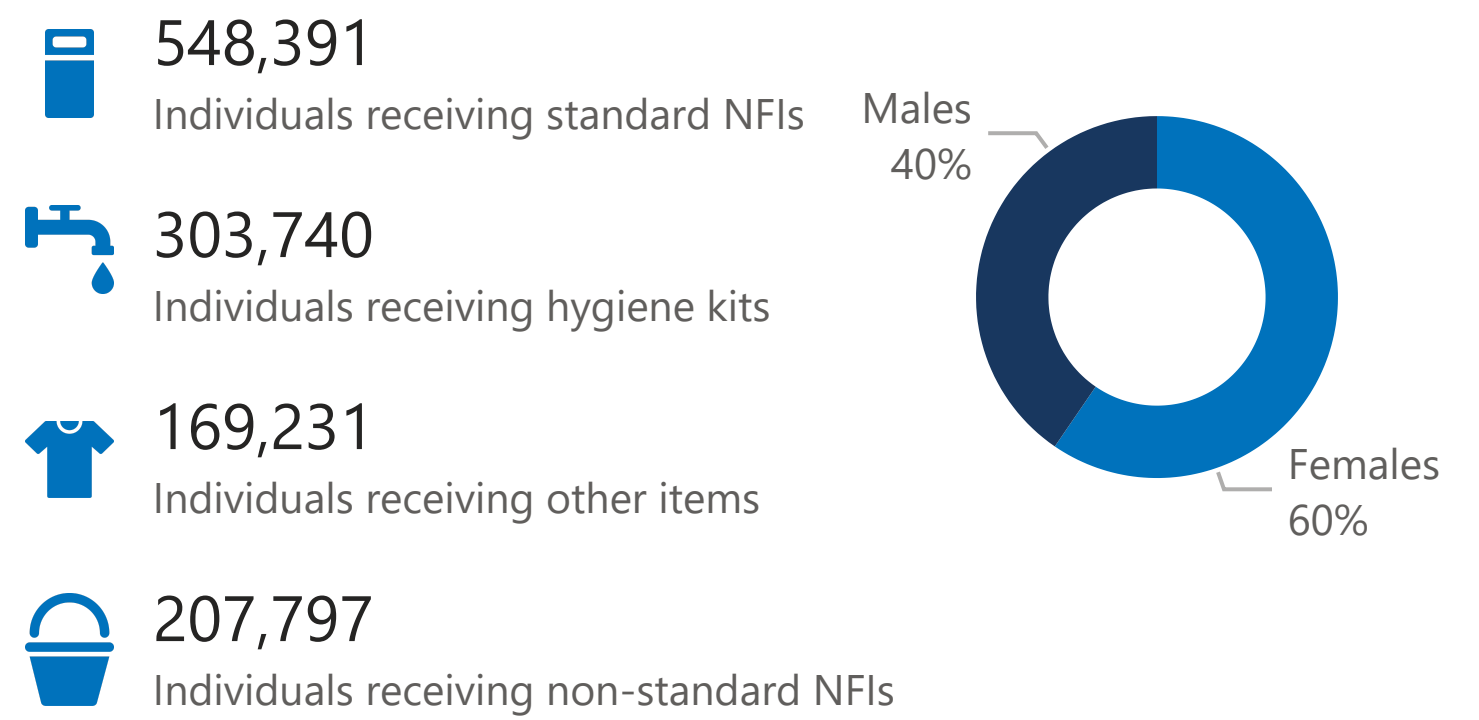 548,391
Individuals receiving standard NFIs
303,740
Individuals receiving hygiene kits
169,231
Individuals receiving other items
207,797
Individuals receiving non-standard NFIs
Males
40%
Females
60%